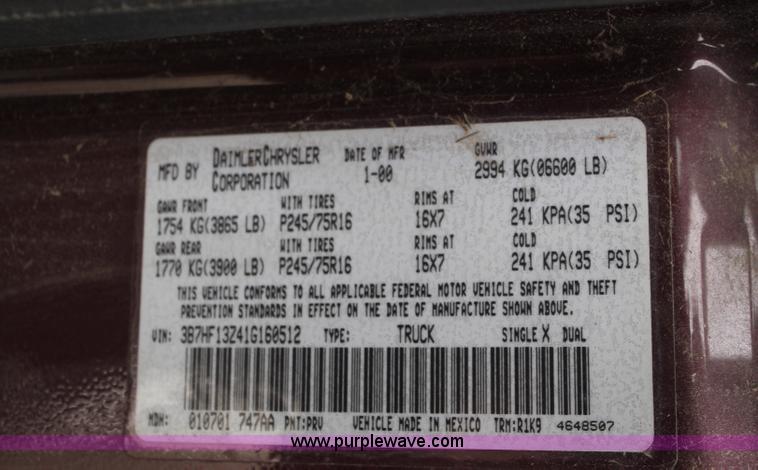 MFD BY DAIMLERCHRYSLER CORPORATION DATE OF MFR 1-00 GVWR 2994 KG(06600 LB)
GAWR FRONT WITH TIRES RIMS AT COLD
1754 KG(3865 LB) P245/75R16 16X7 241 KPA(35 PSI)
GAWR REAR WITH TIRES RIMS AT COLD
1770 KG(3900 LB) P245/75R16 16X7 241 KPA(35 PSI)
THIS VEHICLE CONFORMS TO ALL APPLICABLE FEDERAL MOTOR VEHICLE SAFETY AND THEFT
PREVENTION STANDARDS IN EFFECT ON THE DATE OF MANUFACTURE SHOWN ABOVE.
VIN: 3B7HF13Z41G160512 TYPE: TRUCK SINGLE X DUAL
MDH: 010701 747AA PNT:PRV VEHICLE MADE IN MEXICO TRM:R1K9 4648507
www.purplewave.com